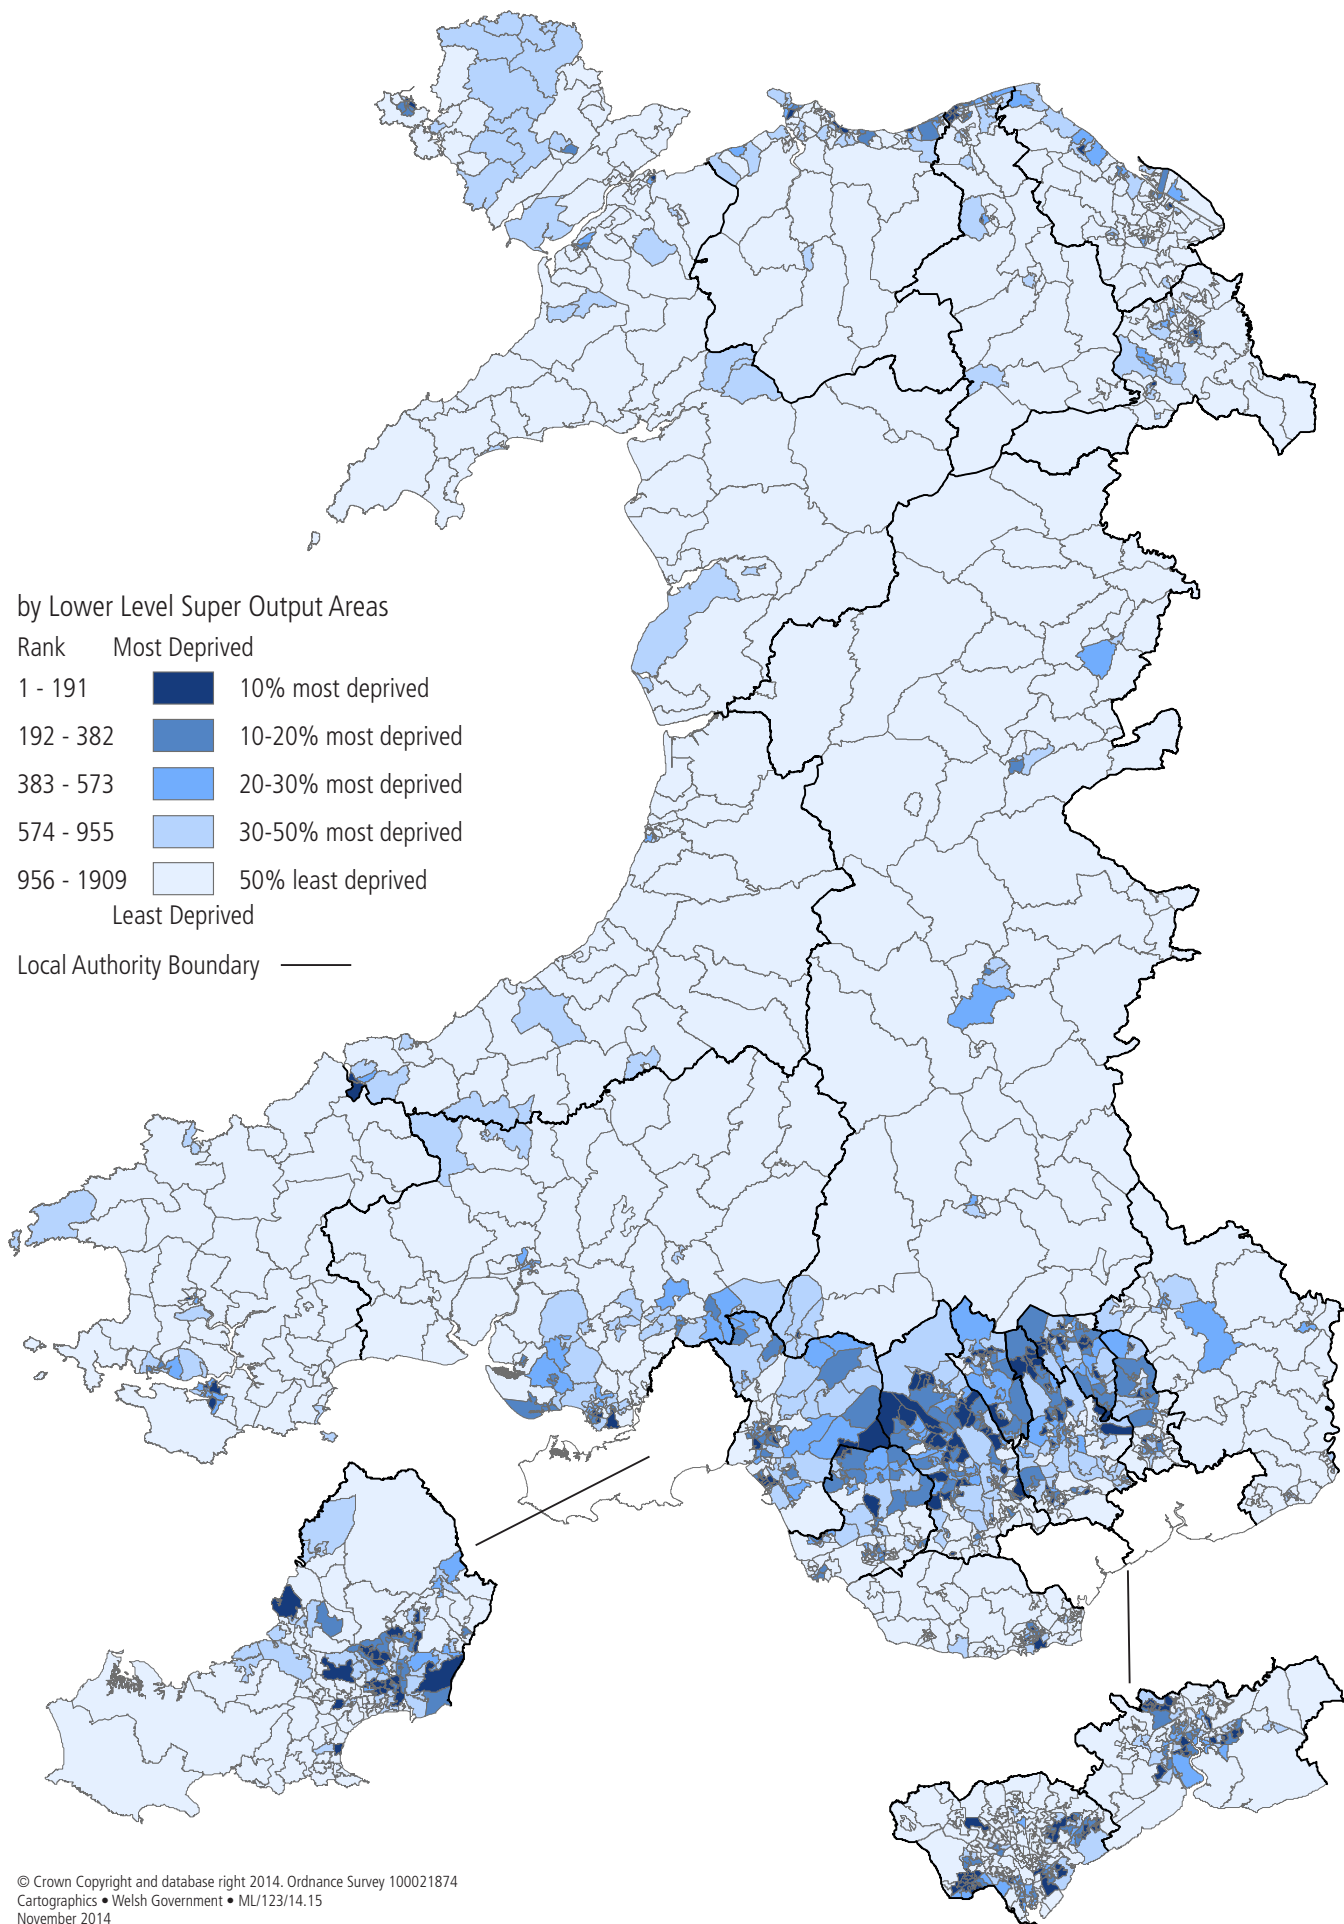 by Lower Level Super Output Areas
Rank Most Deprived
1 - 191 10% most deprived
192 - 382 10-20% most deprived
383 - 573 20-30% most deprived
574 - 955 30-50% most deprived
956 - 1909 50% least deprived
Least Deprived
Local Authority Boundary
© Crown Copyright and database right 2014. Ordnance Survey 100021874
Cartographics • Welsh Government • ML/123/14.15
November 2014